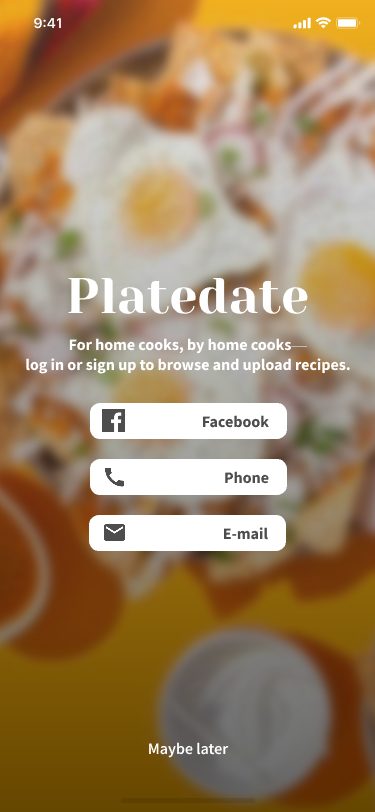 9:41
Platedate
For home cooks, by home cooks—
log in or sign up to browse and upload recipes.
Facebook
Phone
E-mail
Maybe later